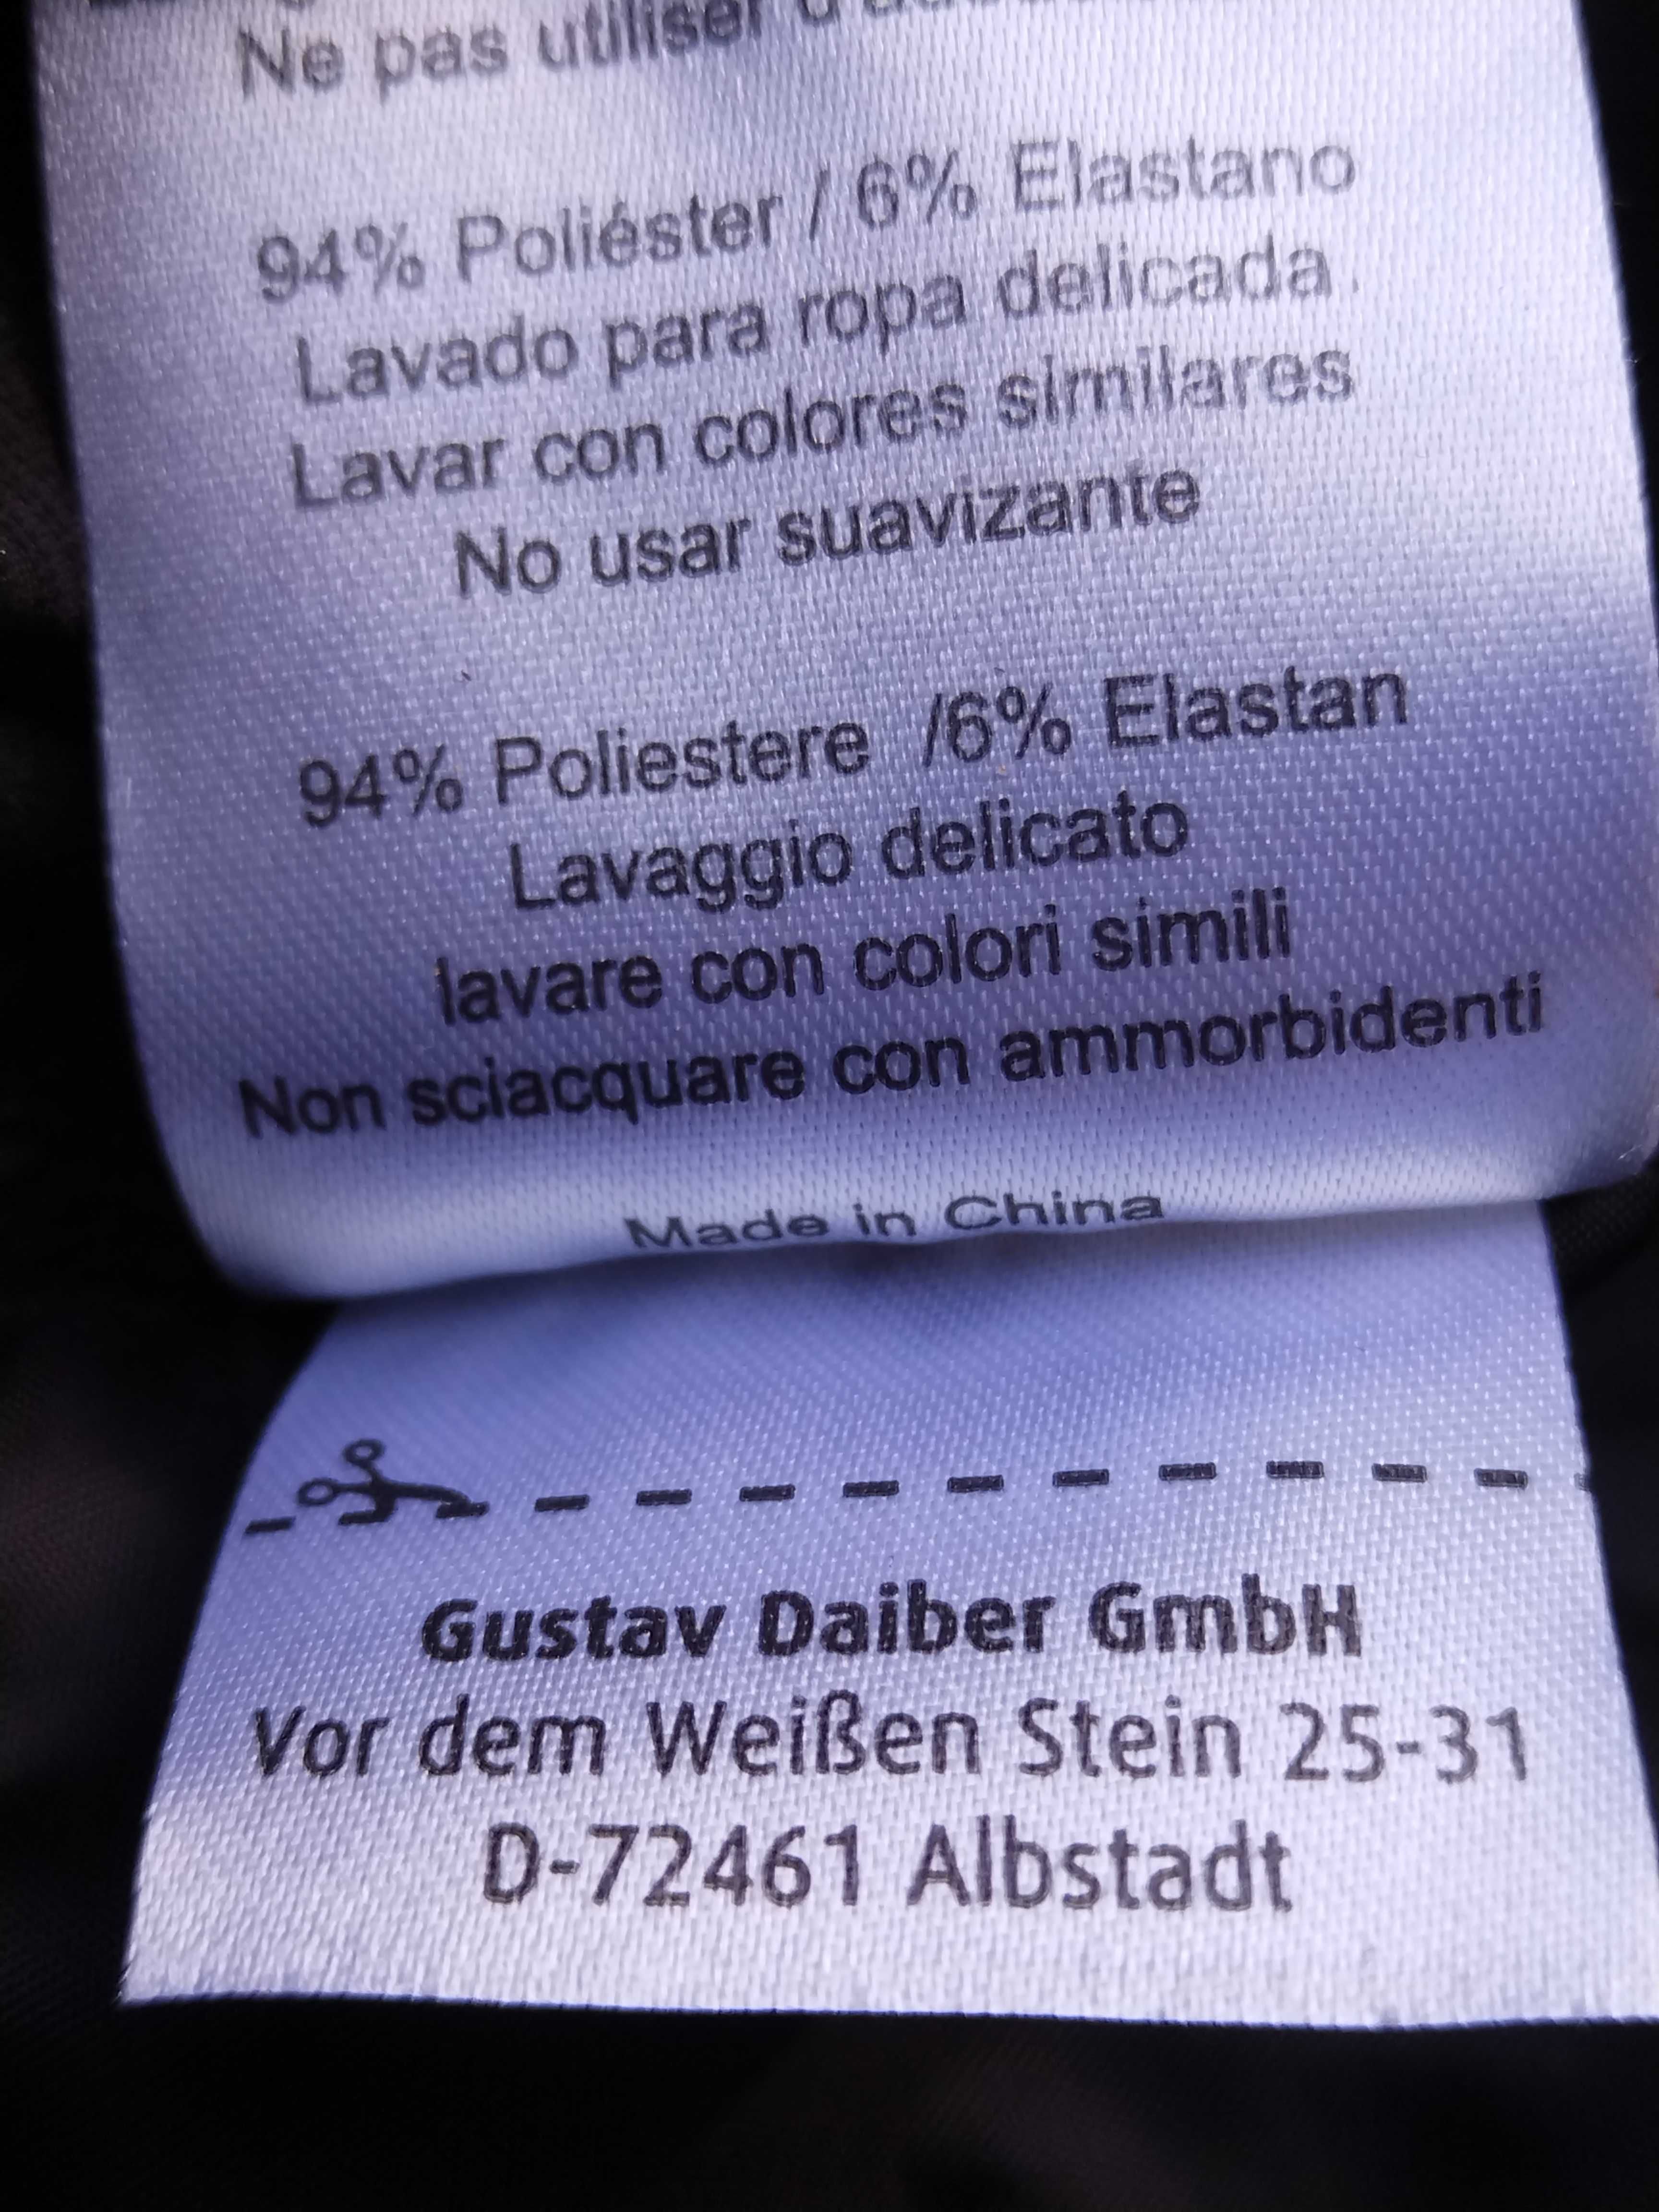 Ne pas utiliser
94% Poliéster / 6% Elastano
Lavado para ropa delicada.
Lavar con colores similares
No usar suavizante
94% Poliestere /6% Elastan
Lavaggio delicato
lavare con colori simili
Non sciacquare con ammorbidenti
Made in China
Gustav Daiber GmbH
Vor dem Weißen Stein 25-31
D-72461 Albstadt